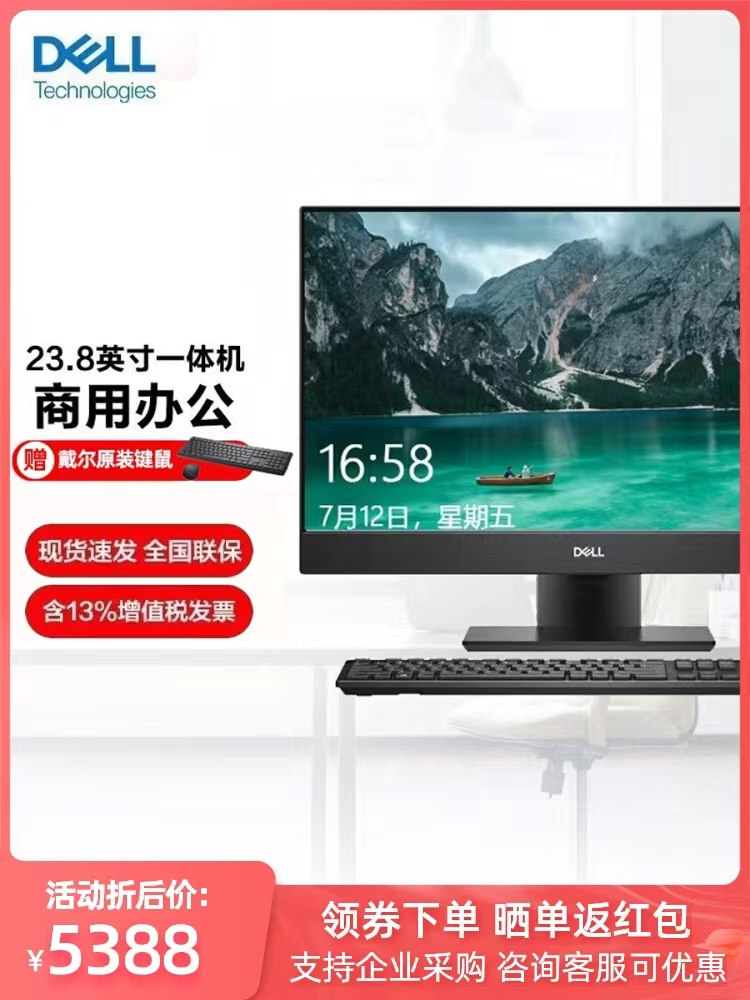 DELL
Technologies
23.8英寸一体机
商用办公
赠 戴尔原装键鼠
现货速发 全国联保
含13%增值税发票
16:58
7月12日，星期五
DELL
活动折后价:
¥5388
领券下单 晒单返红包
支持企业采购 咨询客服可优惠